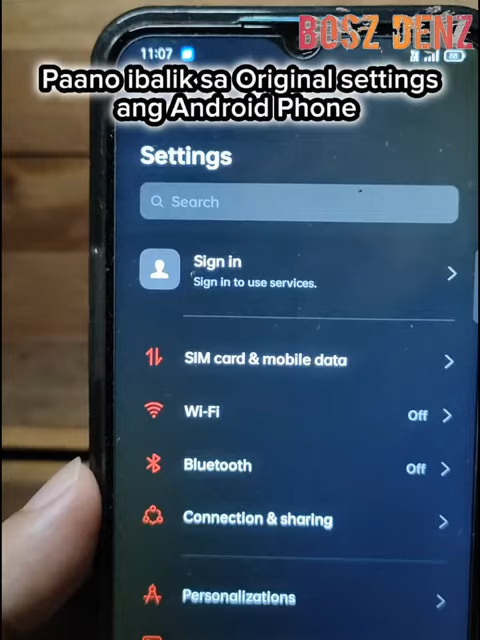 BOSZ DENZ
11:07
88
Paano ibalik sa Original settings
ang Android Phone
Settings
Search
Sign in
Sign in to use services.
SIM card & mobile data
Wi-Fi
Off
Bluetooth
Off
Connection & sharing
Personalizations